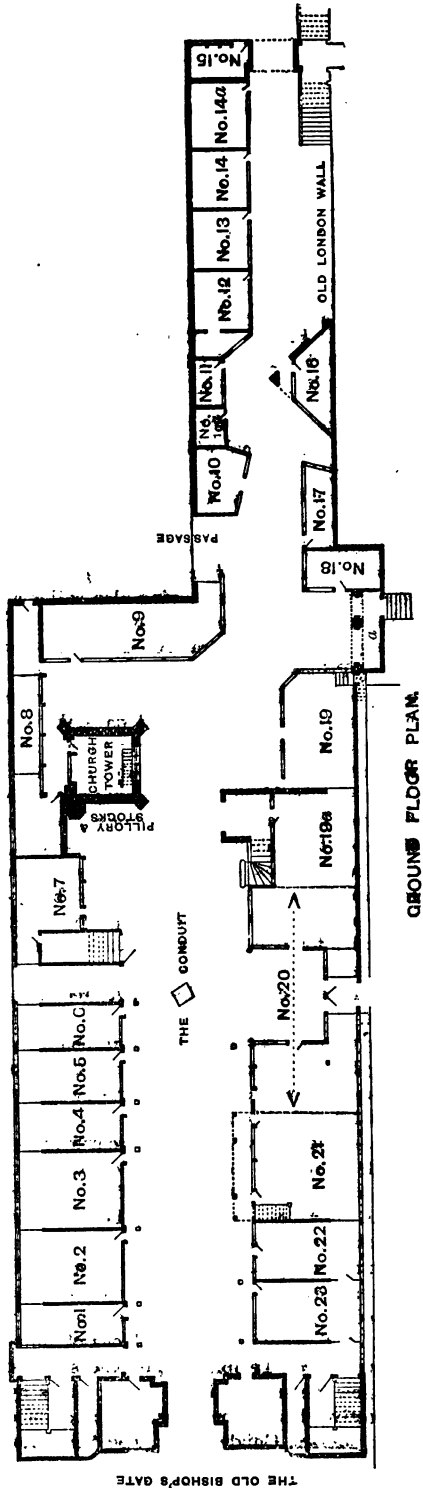 No.15
No.14a
No.14
No.13
No.12
No.11
No.
No.10
OLD LONDON WALL
No.16
No.17
No.18
PASSAGE
No.9
No.8
CHURCH
TOWER
PILLORY &
STOCKS
No.7
a
No.19
No.19a
THE CONDUIT
No.20
No.5
No.4
No.3
No.2
No.1
No.21
No.22
No.23
THE OLD BISHOP'S GATE
GROUND FLOOR PLAN.